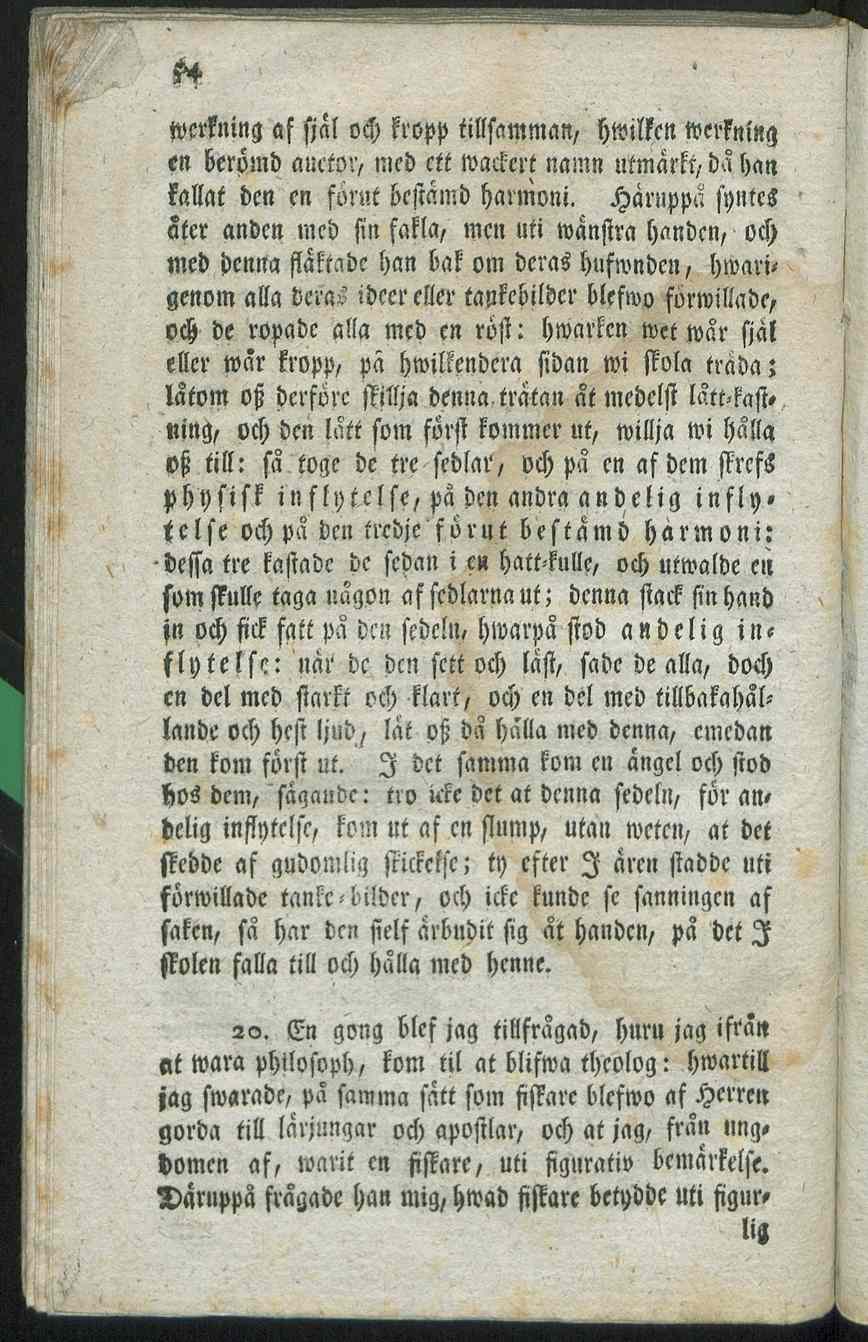 54
werkning af själ och kropp tillsamman, hwilken werkning
en berömd auctor, med ett wackert namn utmärkt, då han
kallat den en förut bestämd harmoni. Häruppå syntes
åter anden med sin fakla, men uti wänstra handen, och
med denna fläktade han bak om deras hufwnden, hwari-
genom alla deras ideer eller tankebilder blefwo förwillade,
och de ropade alla med en röst: hwarken wet wår själ
eller wår kropp, på hwilkendera sidan wi skola träda;
låtom oß derföre skillja denna trätan åt medelst lått-kast-
ning, och den lått som först kommer ut, willja wi hålla
oß till: så toge de tre sedlar, och på en af dem skrefs
physisk inflytelse, på den andra andelig infly-
telse och på den tredje förut bestämd harmoni:
dessa tre kastade de sedan i en hatt-kulle, och utwalde en
som skulle taga någon af sedlarna ut; denna stack sin hand
in och fick fatt på den sedeln, hwarpå stod andelig in-
flytelse: når de den sett och läst, sade de alla, doch
en del med starkt och klart, och en del med tillbakahål-
lande och hest ljud, låt oß då hålla med denna, emedan
den kom först ut. I det samma kom en ängel och stod
hos dem, sägande: tro icke det at denna sedeln, för an-
delig inflytelse, kom ut af en slump, utan weten, at det
skedde af gudomlig skickelse; ty efter I ären stadde uti
förwillade tanke-bilder, och icke kunde se sanningen af
saken, så har den sielf ärbudit sig åt handen, på det I
skolen falla till och hålla med henne.
20. En gong blef jag tillfrågad, huru jag ifrån
at wara philosoph, kom til at blifwa theolog: hwartill
jag swarade, på samma sätt som fiskare blefwo af Herren
gorda till lärjungar och apostlar, och at jag, från ung-
domen af, warit en fiskare, uti figurativ bemärkelse.
Däruppå frågade han mig, hwad fiskare betydde uti figur-
lig